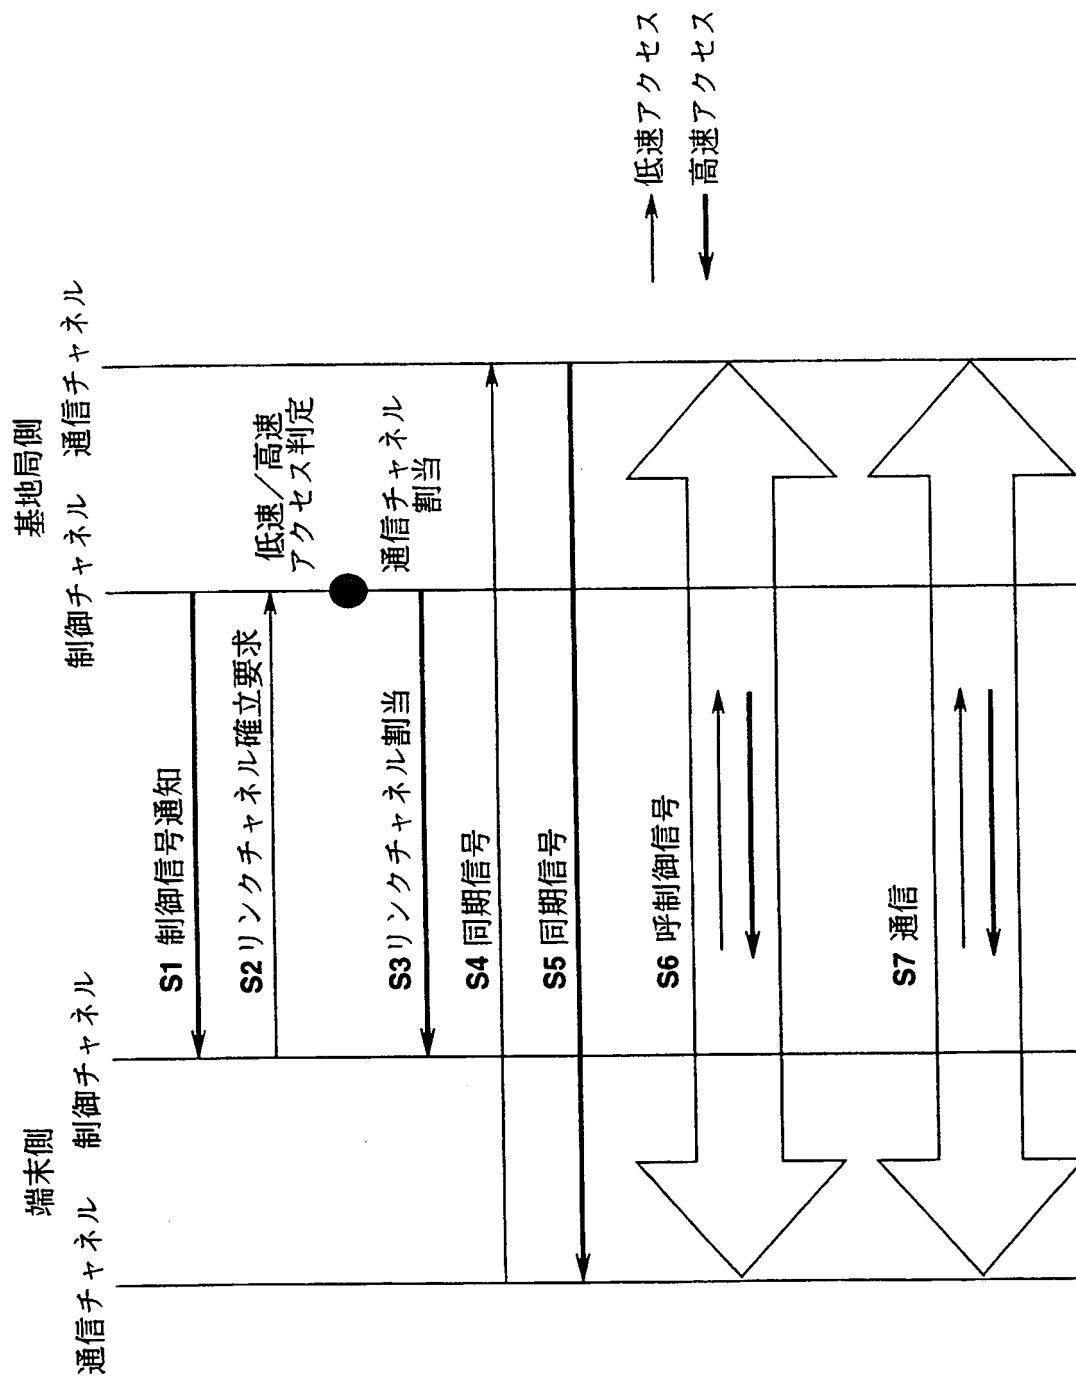 端末側
基地局側
通信チャネル
制御チャネル
制御チャネル
通信チャネル
S1 制御信号通知
S2リンクチャネル確立要求
低速／高速
アクセス判定
S3リンクチャネル割当
通信チャネル
割当
S4 同期信号
S5 同期信号
S6 呼制御信号
S7 通信
低速アクセス
高速アクセス